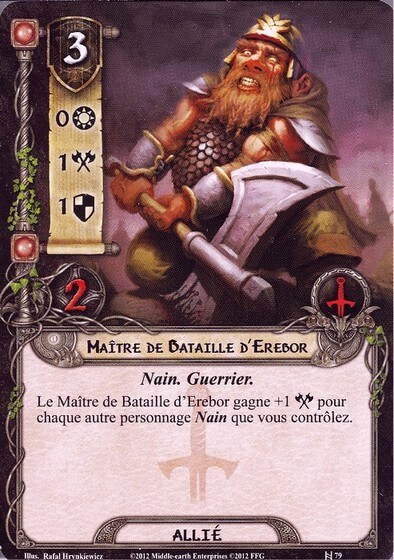 3
0
1
1
2
Maître de Bataille d'Erebor
Nain. Guerrier.
Le Maître de Bataille d'Erebor gagne +1 pour
chaque autre personnage Nain que vous contrôlez.
ALLIÉ
Illus. Rafal Hrynkiewicz ©2012 Middle-earth Enterprises ©2012 FFG 79